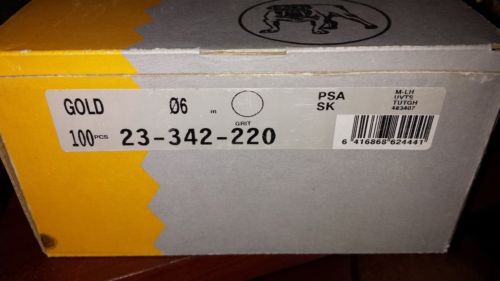 GOLD Ø6 in
GRIT
100 PCS 23-342-220
PSA
SK
M-LH
UVTS
TUTGH
483407
6 416868 624441